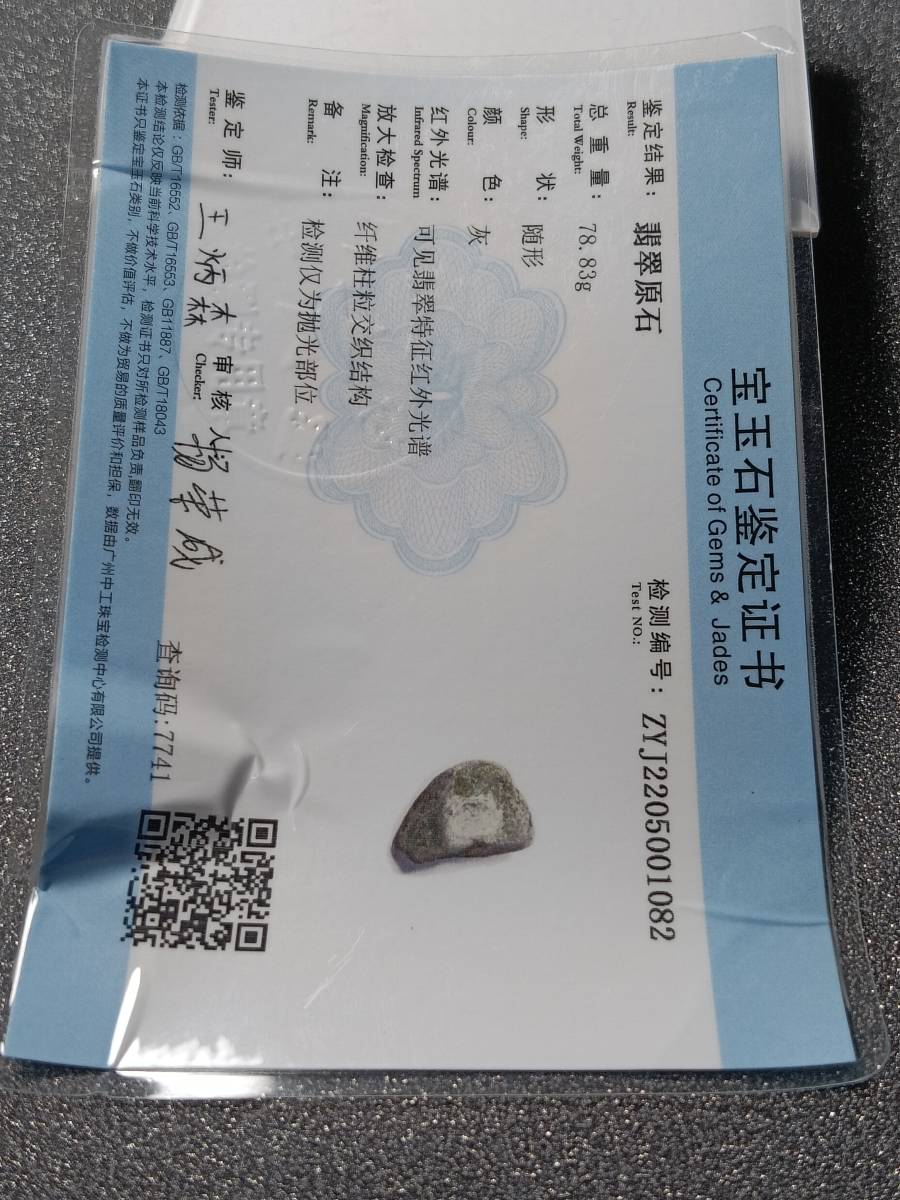 宝玉石鉴定证书
Certificate of Gems & Jades
检测编号：ZYJ2205001082
Test NO.:
鉴定结果：翡翠原石
Result:
总重量：78.83g
Total Weight:
形状：随形
Shape:
颜色：灰
Colour:
红外光谱：可见翡翠特征红外光谱
Infrared Spectrum
放大检查：纤维柱粒交织结构
Magnification:
备注：检测仅为抛光部位
Remark:
鉴定师：王炳林 审核人
Tester: Checker:
查询码:7741
检测依据：GB/T16552、GB/T16553、GB11887、GB/T18043
本检测结论仅反映当前科学技术水平，检测证书只对所检测样品负责,翻印无效。
本证书只鉴定宝玉石类别，不做价值评估，不做为贸易的质量评价和担保，数据由广州中工珠宝检测中心有限公司提供。